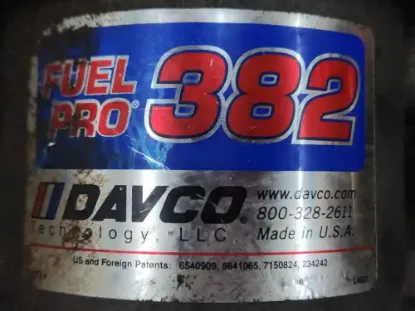 FUEL
PRO® 382
DAVCO®
Technology, LLC
www.davco.com
800-328-2611
Made in U.S.A.
US and Foreign Patents: 6540909, 6641065, 7150824, 234242